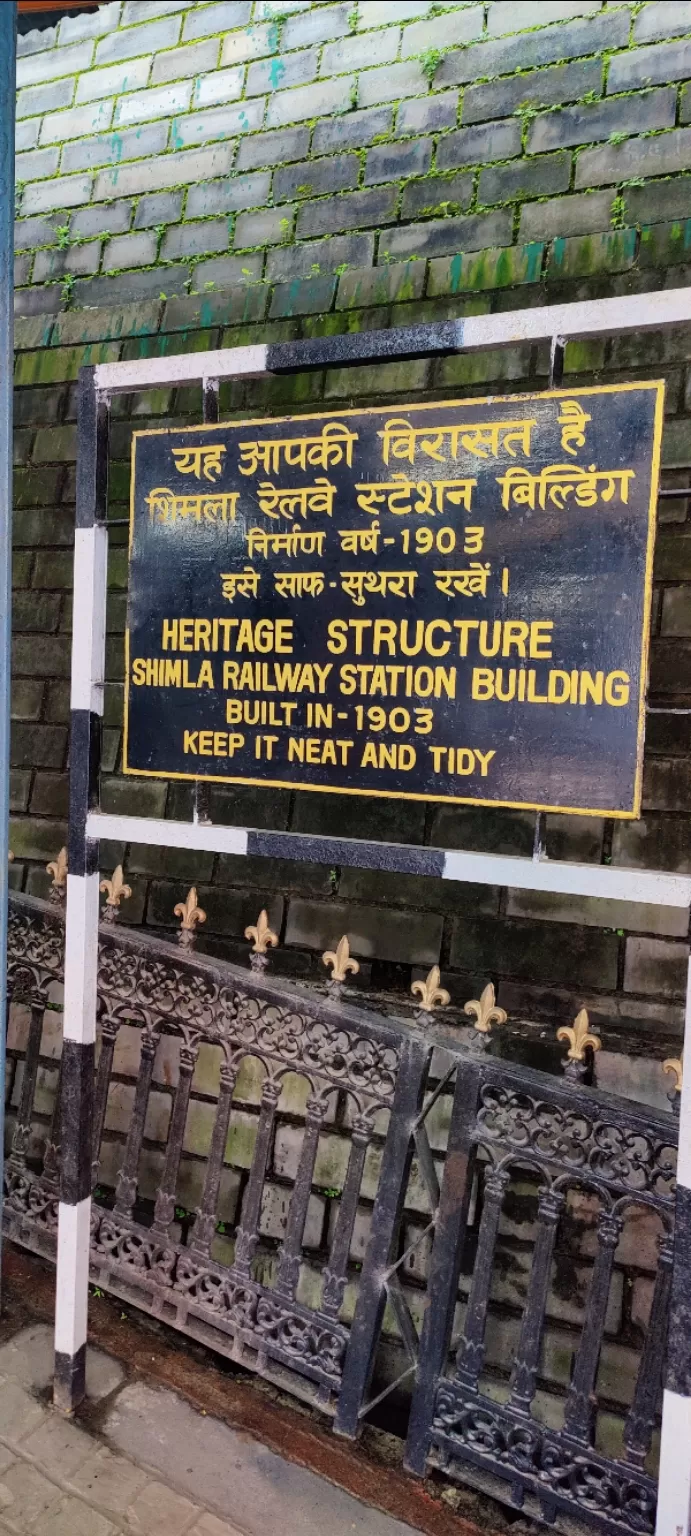 यह आपकी विरासत है
शिमला रेलवे स्टेशन बिल्डिंग
निर्माण वर्ष-1903
इसे साफ-सुथरा रखें।
HERITAGE STRUCTURE
SHIMLA RAILWAY STATION BUILDING
BUILT IN-1903
KEEP IT NEAT AND TIDY